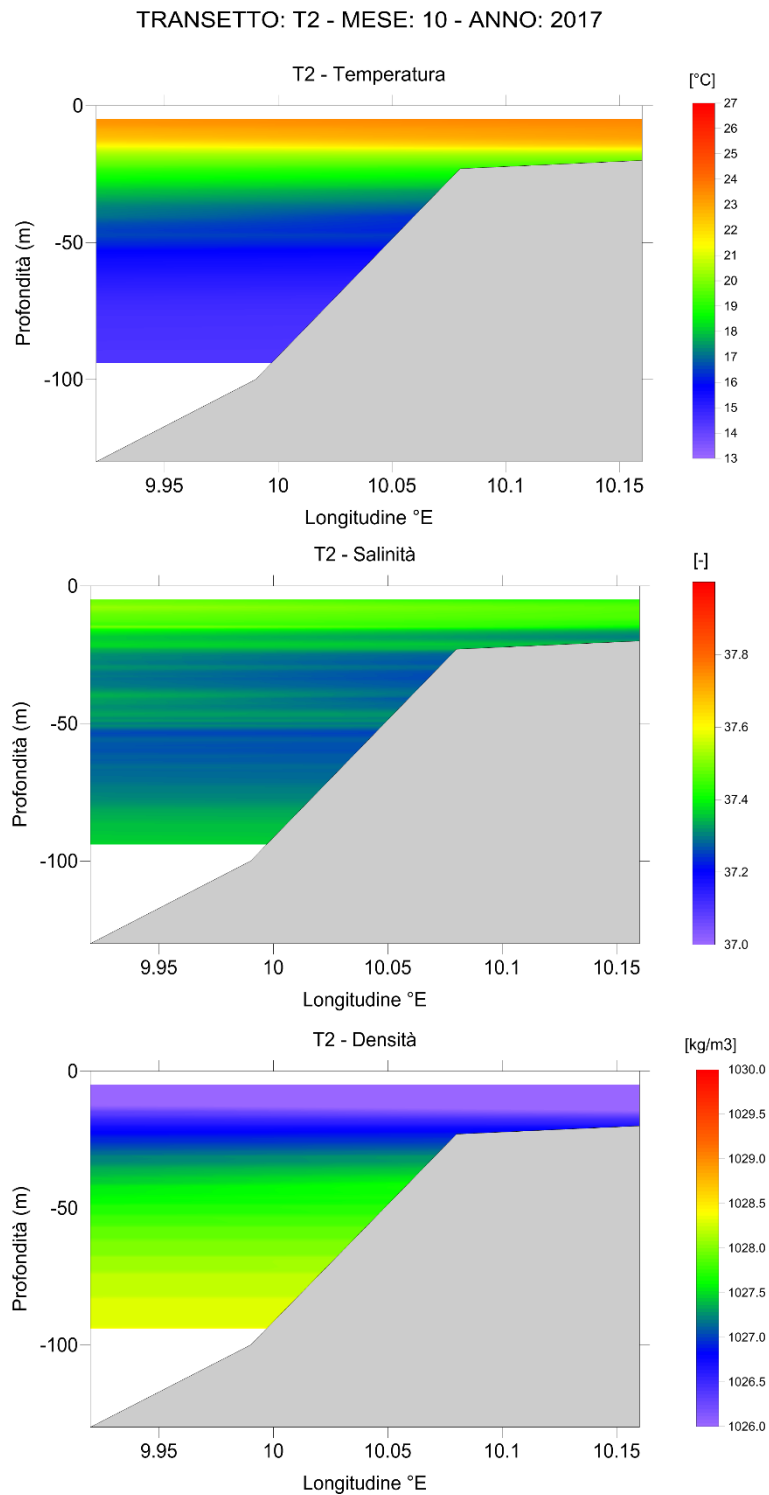 TRANSETTO: T2 - MESE: 10 - ANNO: 2017
T2 - Temperatura
[°C]
0
-50
-100
Profondità (m)
9.95 10 10.05 10.1 10.15
Longitudine °E
27
26
25
24
23
22
21
20
19
18
17
16
15
14
13
T2 - Salinità
[-]
0
-50
-100
Profondità (m)
9.95 10 10.05 10.1 10.15
Longitudine °E
37.8
37.6
37.4
37.2
37.0
T2 - Densità
[kg/m3]
0
-50
-100
Profondità (m)
9.95 10 10.05 10.1 10.15
Longitudine °E
1030.0
1029.5
1029.0
1028.5
1028.0
1027.5
1027.0
1026.5
1026.0